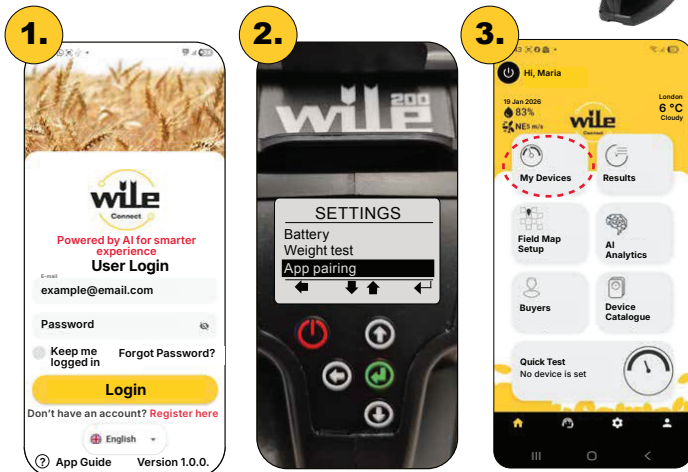 1.
wile
Connect
Powered by AI for smarter
experience
User Login
E-mail
example@email.com
Password
Keep me
logged in
Forgot Password?
Login
Don't have an account? Register here
English
? App Guide
Version 1.0.0.
2.
wile 200
SETTINGS
Battery
Weight test
App pairing
3.
Hi, Maria
19 Jan 2026
83%
NE5 m/s
wile
Connect
London
6 °C
Cloudy
My Devices
Results
Field Map
Setup
AI
Analytics
Buyers
Device
Catalogue
Quick Test
No device is set